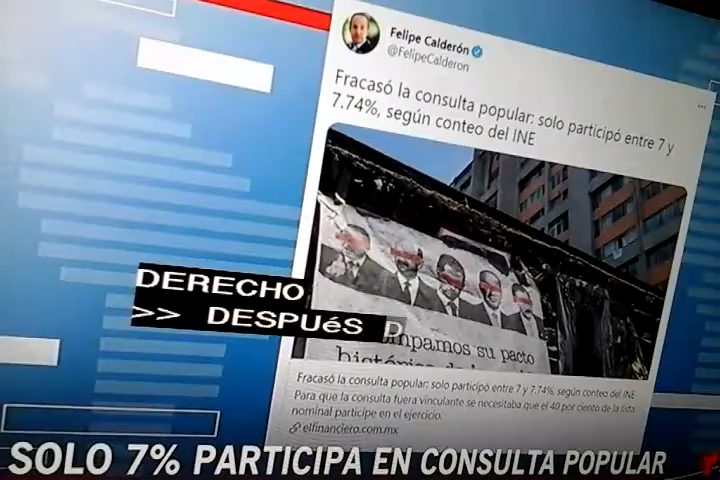 Felipe Calderón
@FelipeCalderon
Fracasó la consulta popular: solo participó entre 7 y
7.74%, según conteo del INE
DERECHO
>> DESPUéS D
mpamos su pacto
Fracasó la consulta popular: solo participó entre 7 y 7.74%, según conteo del INE
Para que la consulta fuera vinculante se necesitaba que el 40 por ciento de la lista
nominal participe en el ejercicio.
elfinanciero.com.mx
SOLO 7% PARTICIPA EN CONSULTA POPULAR